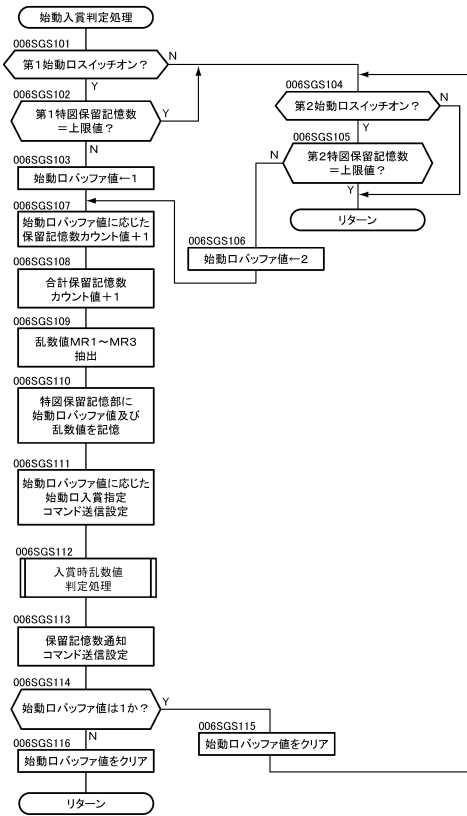 始動入賞判定処理
006SGS101
第1始動口スイッチオン？
N
Y
006SGS102
第1特図保留記憶数
＝上限値？
Y
N
006SGS103
始動口バッファ値←1
006SGS104
第2始動口スイッチオン？
N
Y
006SGS105
第2特図保留記憶数
＝上限値？
N
Y
リターン
006SGS106
始動口バッファ値←2
006SGS107
始動口バッファ値に応じた
保留記憶数カウント値＋1
006SGS108
合計保留記憶数
カウント値＋1
006SGS109
乱数値MR1～MR3
抽出
006SGS110
特図保留記憶部に
始動口バッファ値及び
乱数値を記憶
006SGS111
始動口バッファ値に応じた
始動口入賞指定
コマンド送信設定
006SGS112
入賞時乱数値
判定処理
006SGS113
保留記憶数通知
コマンド送信設定
006SGS114
始動口バッファ値は1か？
Y
N
006SGS115
始動口バッファ値をクリア
006SGS116
始動口バッファ値をクリア
リターン